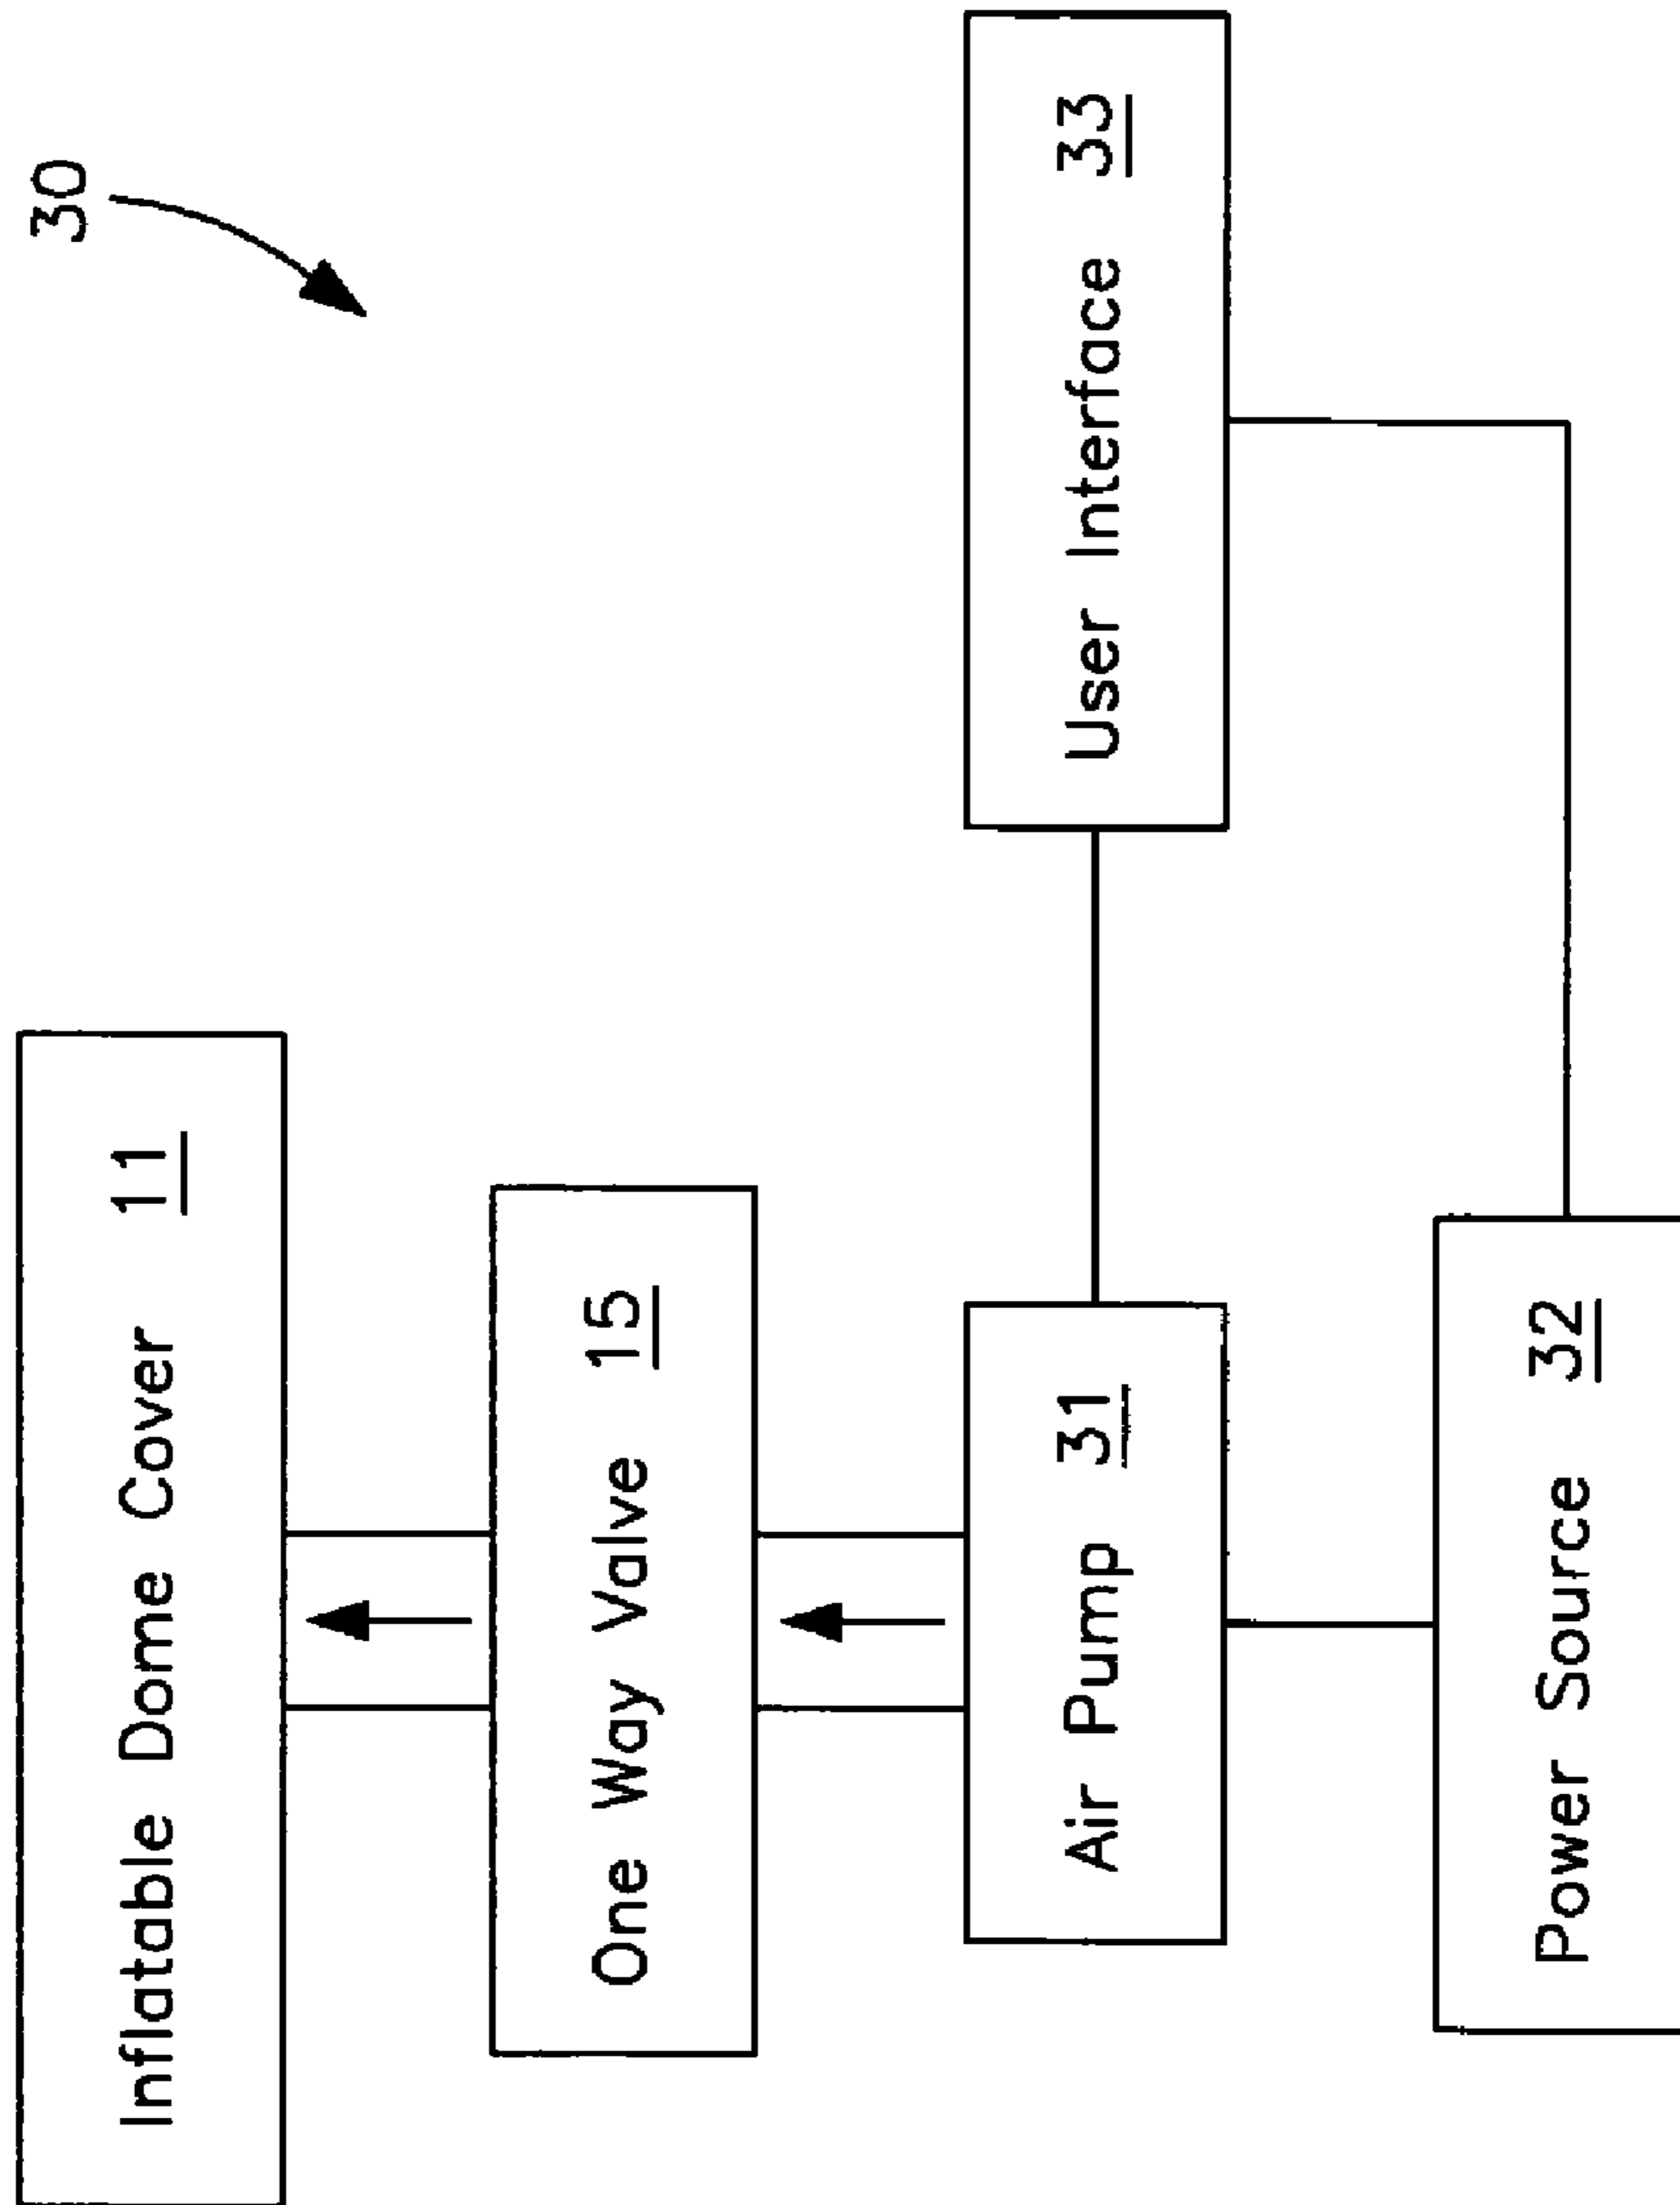 30
Inflatable Dome Cover 11
One Way Valve 15
Air Pump 31
User Interface 33
Power Source 32